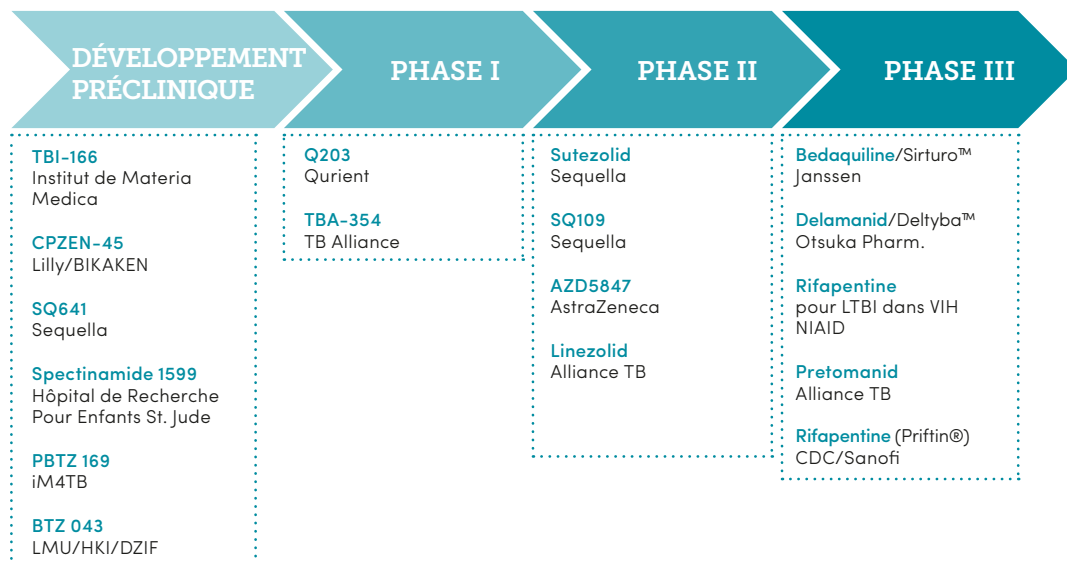 DÉVELOPPEMENT
PRÉCLINIQUE
PHASE I
PHASE II
PHASE III
TBI-166
Institut de Materia
Medica
CPZEN-45
Lilly/BIKAKEN
SQ641
Sequella
Spectinamide 1599
Hôpital de Recherche
Pour Enfants St. Jude
PBTZ 169
iM4TB
BTZ 043
LMU/HKI/DZIF
Q203
Qurient
TBA-354
TB Alliance
Sutezolid
Sequella
SQ109
Sequella
AZD5847
AstraZeneca
Linezolid
Alliance TB
Bedaquiline/Sirturo™
Janssen
Delamanid/Deltyba™
Otsuka Pharm.
Rifapentine
pour LTBI dans VIH
NIAID
Pretomanid
Alliance TB
Rifapentine (Priftin®)
CDC/Sanofi